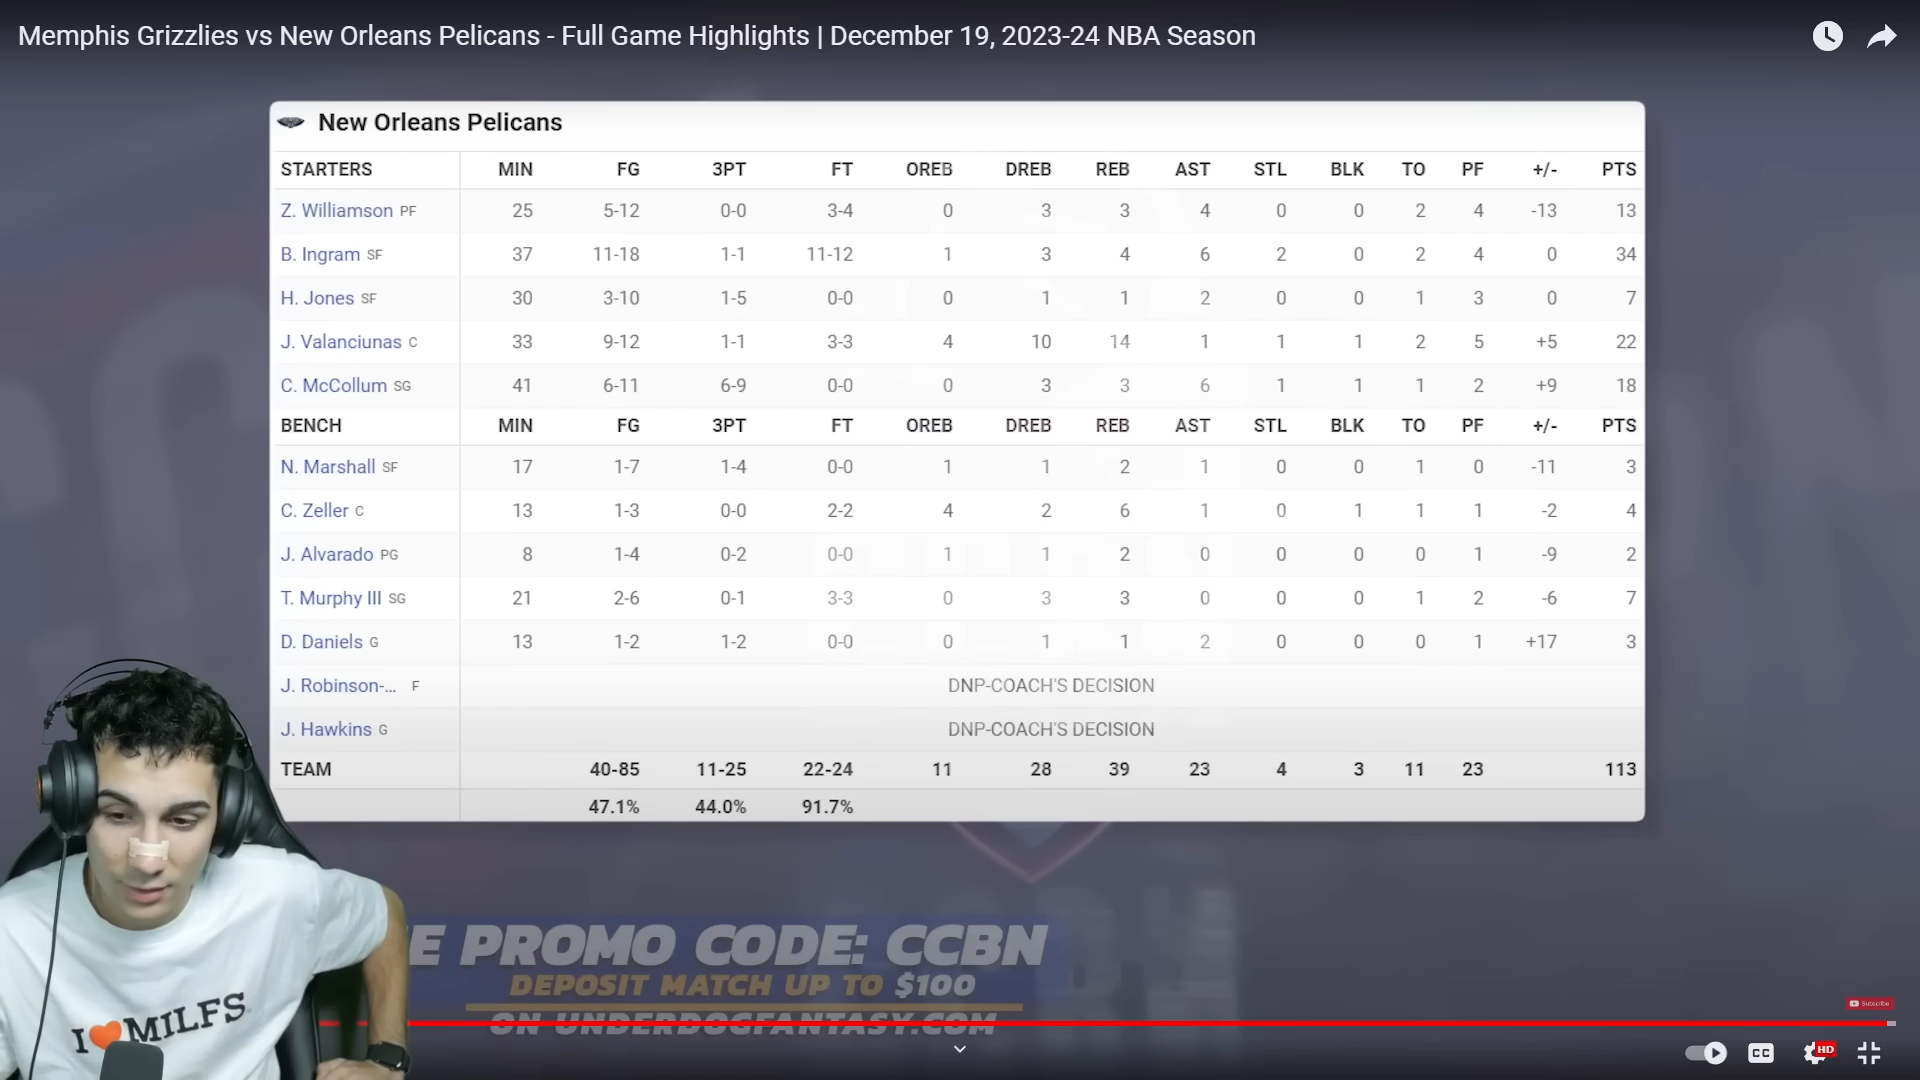 Memphis Grizzlies vs New Orleans Pelicans - Full Game Highlights | December 19, 2023-24 NBA Season
New Orleans Pelicans
STARTERS MIN FG 3PT FT OREB DREB REB AST STL BLK TO PF +/- PTS
Z. Williamson PF 25 5-12 0-0 3-4 0 3 3 4 0 0 2 4 -13 13
B. Ingram SF 37 11-18 1-1 11-12 1 3 4 6 2 0 2 4 0 34
H. Jones SF 30 3-10 1-5 0-0 0 1 1 2 0 0 1 3 0 7
J. Valanciunas C 33 9-12 1-1 3-3 4 10 14 1 1 1 2 5 +5 22
C. McCollum SG 41 6-11 6-9 0-0 0 3 3 6 1 1 1 2 +9 18
BENCH MIN FG 3PT FT OREB DREB REB AST STL BLK TO PF +/- PTS
N. Marshall SF 17 1-7 1-4 0-0 1 1 2 1 0 0 1 0 -11 3
C. Zeller C 13 1-3 0-0 2-2 4 2 6 1 0 1 1 1 -2 4
J. Alvarado PG 8 1-4 0-2 0-0 1 1 2 0 0 0 0 1 -9 2
T. Murphy III SG 21 2-6 0-1 3-3 0 3 3 0 0 0 1 2 -6 7
D. Daniels G 13 1-2 1-2 0-0 0 1 1 2 0 0 0 1 +17 3
J. Robinson-... F DNP-COACH'S DECISION
J. Hawkins G DNP-COACH'S DECISION
TEAM 40-85 11-25 22-24 11 28 39 23 4 3 11 23 113
47.1% 44.0% 91.7%
E PROMO CODE: CCBN
DEPOSIT MATCH UP TO $100
ON UNDERDOGFANTASY.COM
I MILFS
Subscribe
CC
HD